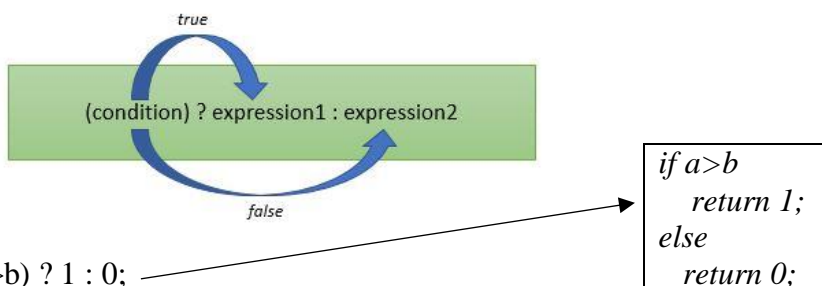 true
(condition) ? expression1 : expression2
false
if a>b
return 1;
else
return 0;
>b) ? 1 : 0;